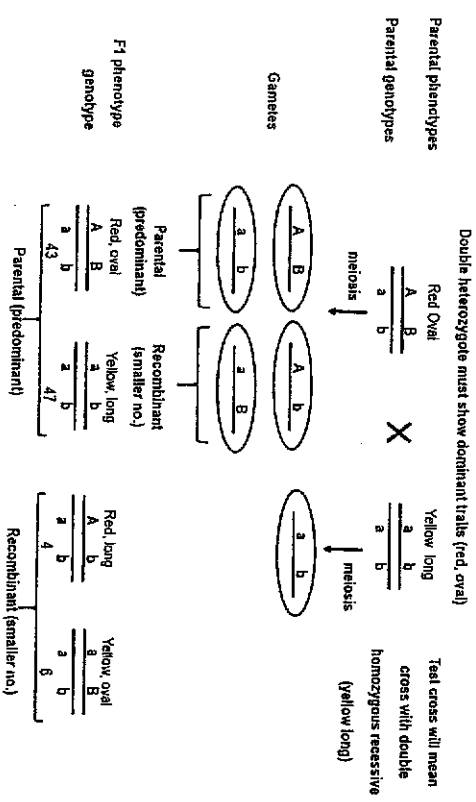 Double heterozygote must show dominant traits (red, oval)
Parental phenotypes
Red Oval
Yellow long
Test cross will mean
cross with double
homozygous recessive
(yellow long)
Parental genotypes
A B
a b
X
a b
a b
meiosis
meiosis
Gametes
A B
a b
A b
a B
a b
Parental
(predominant)
Recombinant
(smaller no.)
F1 phenotype
genotype
Red, oval
A B
a b
43
Yellow, long
a b
a b
47
Red, long
A b
a b
4
Yellow, oval
a B
a b
6
Parental (predominant)
Recombinant (smaller no.)